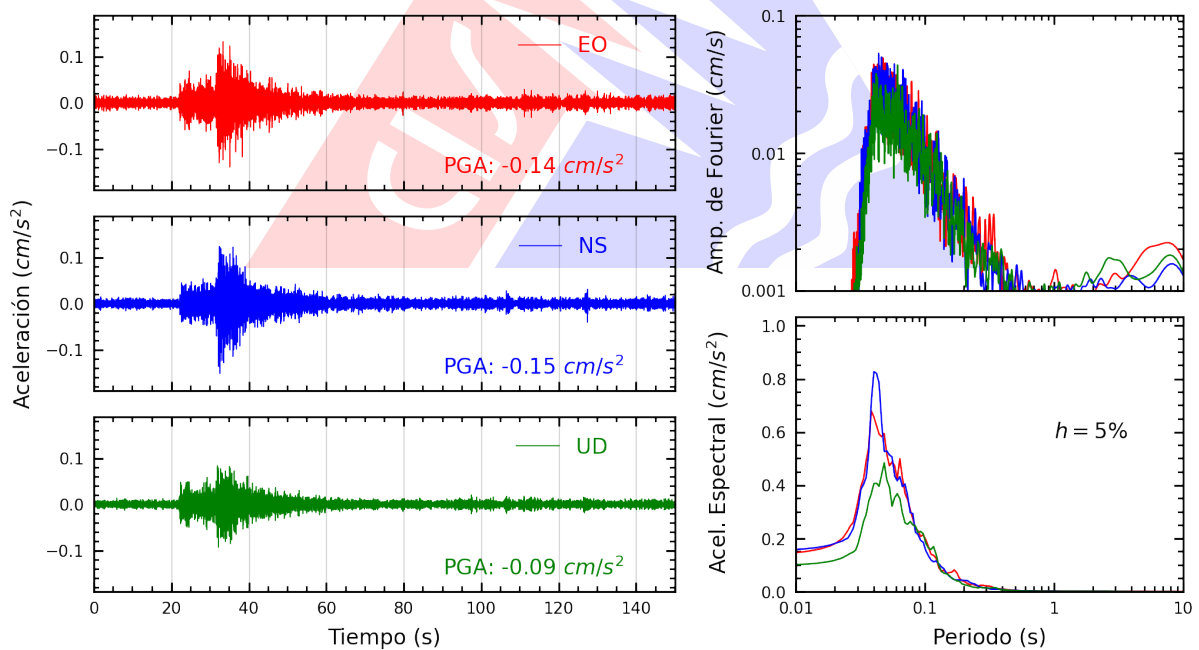 Aceleración (cm/s²)
0.1
0.0
−0.1
EO
PGA: -0.14 cm/s²
0.1
0.0
−0.1
NS
PGA: -0.15 cm/s²
0.1
0.0
−0.1
UD
PGA: -0.09 cm/s²
0 20 40 60 80 100 120 140
Tiempo (s)
Amp. de Fourier (cm/s)
0.1
0.01
0.001
Acel. Espectral (cm/s²)
1.0
0.8
0.6
0.4
0.2
0.0
h = 5%
0.01 0.1 1 10
Periodo (s)